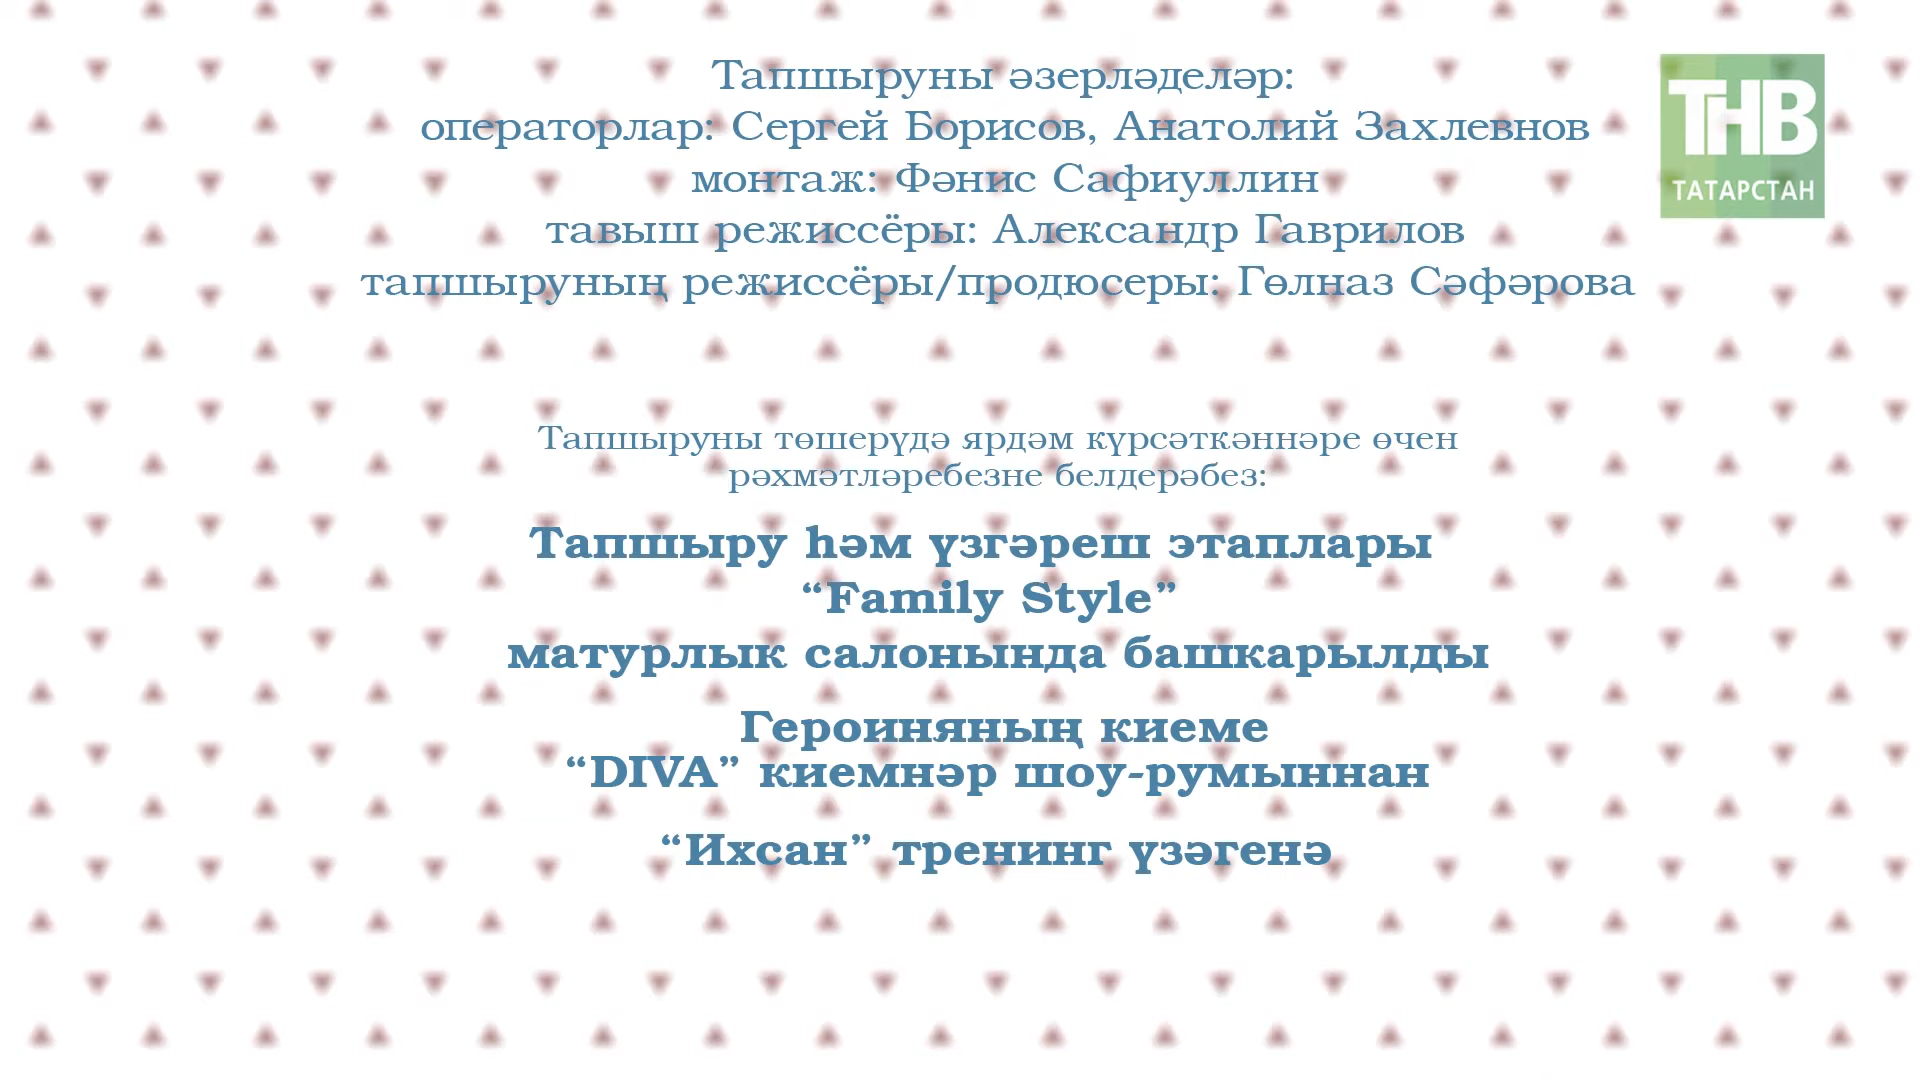 Тапшыруны әзерләделәр:
операторлар: Сергей Борисов, Анатолий Захлевнов
монтаж: Фәнис Сафиуллин
тавыш режиссёры: Александр Гаврилов
тапшыруның режиссёры/продюсеры: Гөлназ Сәфәрова
ТНВ
ТАТАРСТАН
Тапшыруны төшерүдә ярдәм күрсәткәннәре өчен
рәхмәтләребезне белдерәбез:
Тапшыру һәм үзгәреш этаплары
“Family Style”
матурлык салонында башкарылды
Героиняның киеме
“DIVA” киемнәр шоу-румыннан
“Ихсан” тренинг үзәгенә